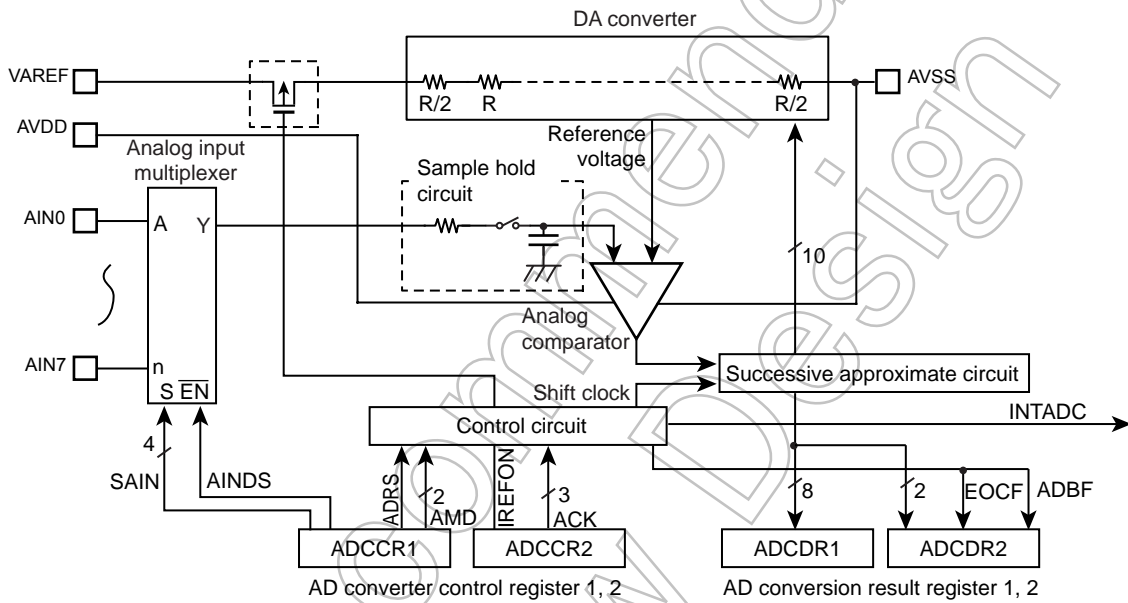 DA converter
VAREF
AVSS
R/2
R
R/2
AVDD
Reference
voltage
Analog input
multiplexer
Sample hold
circuit
AIN0
A
Y
10
Analog
comparator
AIN7
n
S EN
Successive approximate circuit
Shift clock
INTADC
Control circuit
4
SAIN
AINDS
ADRS
2
AMD
IREFON
3
ACK
8
2
EOCF
ADBF
ADCCR1
ADCCR2
ADCDR1
ADCDR2
AD converter control register 1, 2
AD conversion result register 1, 2
commend
w Design